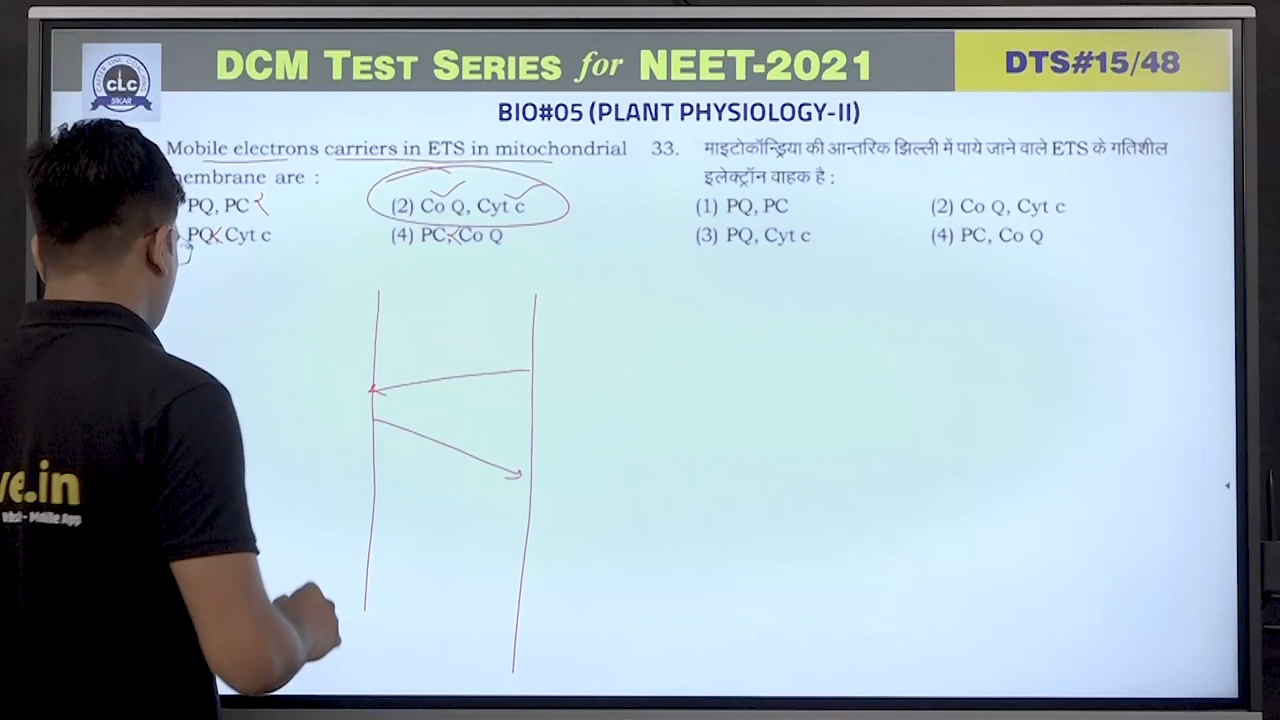 DCM TEST SERIES for NEET-2021
DTS#15/48
CLC
SIKAR
BIO#05 (PLANT PHYSIOLOGY-II)
Mobile electrons carriers in ETS in mitochondrial
membrane are :
PQ, PC
(2) Co Q, Cyt c
PQ, Cyt c
(4) PC, Co Q
33. माइटोकॉन्ड्रिया की आन्तरिक झिल्ली में पाये जाने वाले ETS के गतिशील
इलेक्ट्रॉन वाहक है :
(1) PQ, PC
(2) Co Q, Cyt c
(3) PQ, Cyt c
(4) PC, Co Q
ve.in